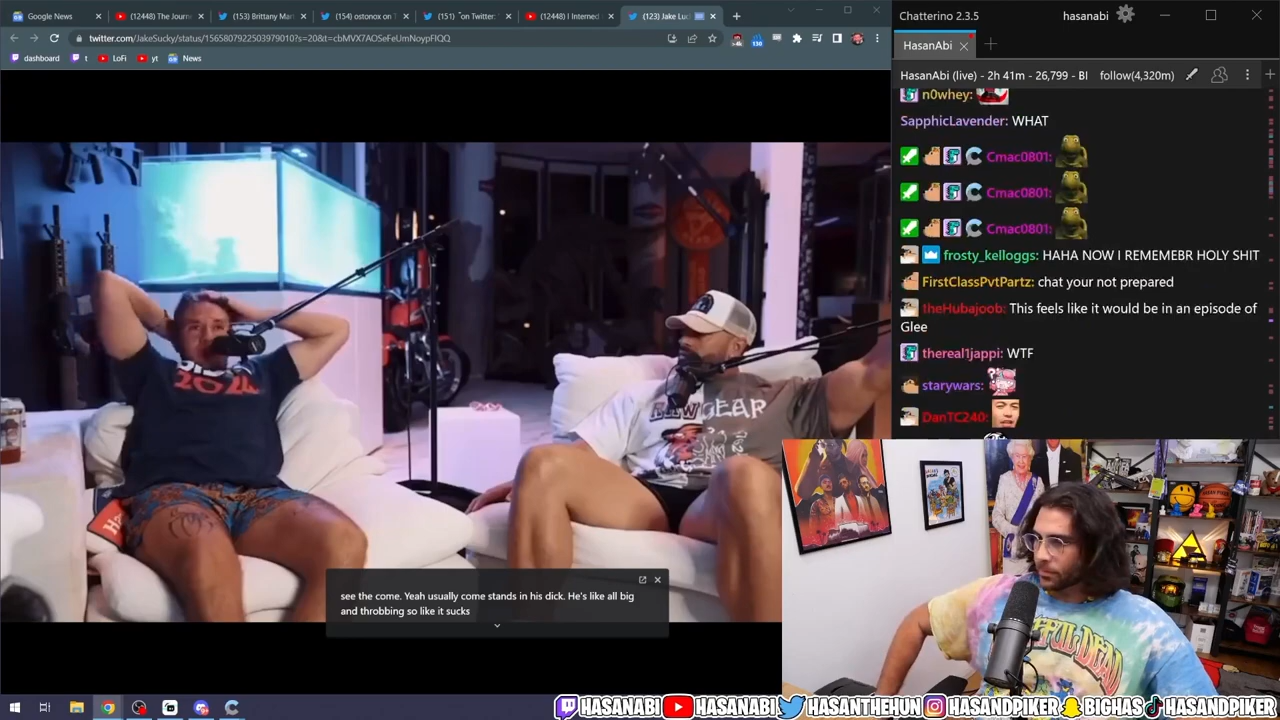 Google News
(12448) The Journe
(153) Brittany Mar
(154) ostonox on T
(151) "on Twitter:
(12448) I Interned
(123) Jake Luc
twitter.com/JakeSucky/status/1565807922503979010?s=20&t=cbMVX7AOSeFeUmNoypFIQQ
dashboard
t
LoFi
yt
News
Chatterino 2.3.5
hasanabi
HasanAbi
HasanAbi (live) - 2h 41m - 26,799 - BI
follow(4,320m)
n0whey:
SapphicLavender: WHAT
Cmac0801:
Cmac0801:
Cmac0801:
frosty_kelloggs: HAHA NOW I REMEMEBR HOLY SHIT
FirstClassPvtPartz: chat your not prepared
theHubajoob: This feels like it would be in an episode of
Glee
thereal1jappi: WTF
starywars:
DanTC240:
2024
GEAR
see the come. Yeah usually come stands in his dick. He's like all big
and throbbing so like it sucks
HASANABI
HASANABI
HASANTHEHUN
HASANDPIKER
BIGHAS
HASANDPIKER